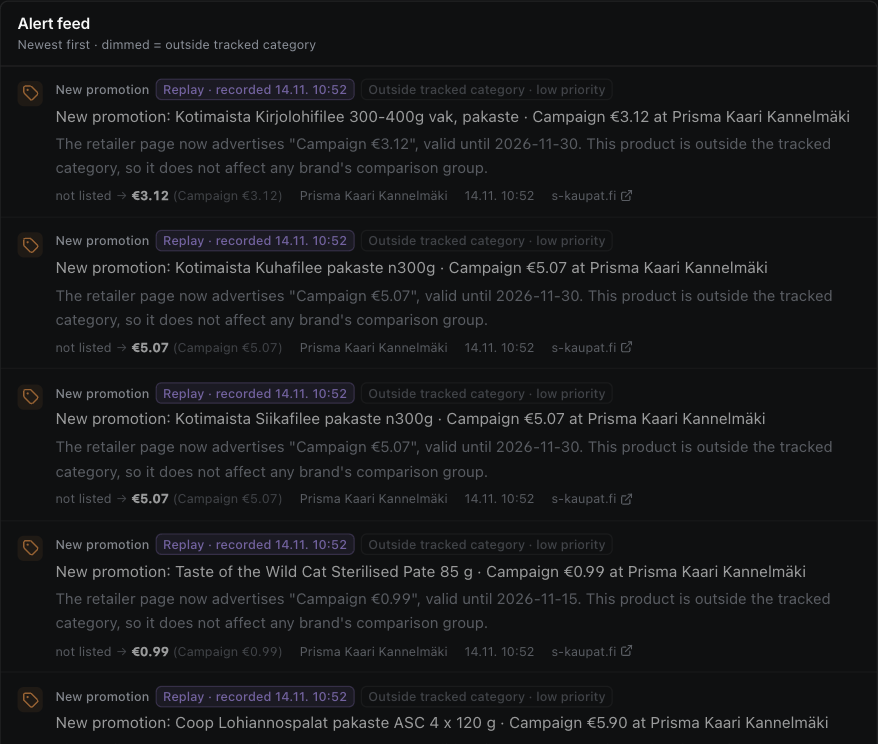 Alert feed
Newest first · dimmed = outside tracked category
New promotion Replay · recorded 14.11. 10:52 Outside tracked category · low priority
New promotion: Kotimaista Kirjolohifilee 300-400g vak, pakaste · Campaign €3.12 at Prisma Kaari Kannelmäki
The retailer page now advertises "Campaign €3.12", valid until 2026-11-30. This product is outside the tracked
category, so it does not affect any brand's comparison group.
not listed → €3.12 (Campaign €3.12) Prisma Kaari Kannelmäki 14.11. 10:52 s-kaupat.fi
New promotion Replay · recorded 14.11. 10:52 Outside tracked category · low priority
New promotion: Kotimaista Kuhafilee pakaste n300g · Campaign €5.07 at Prisma Kaari Kannelmäki
The retailer page now advertises "Campaign €5.07", valid until 2026-11-30. This product is outside the tracked
category, so it does not affect any brand's comparison group.
not listed → €5.07 (Campaign €5.07) Prisma Kaari Kannelmäki 14.11. 10:52 s-kaupat.fi
New promotion Replay · recorded 14.11. 10:52 Outside tracked category · low priority
New promotion: Kotimaista Siikafilee pakaste n300g · Campaign €5.07 at Prisma Kaari Kannelmäki
The retailer page now advertises "Campaign €5.07", valid until 2026-11-30. This product is outside the tracked
category, so it does not affect any brand's comparison group.
not listed → €5.07 (Campaign €5.07) Prisma Kaari Kannelmäki 14.11. 10:52 s-kaupat.fi
New promotion Replay · recorded 14.11. 10:52 Outside tracked category · low priority
New promotion: Taste of the Wild Cat Sterilised Pate 85 g · Campaign €0.99 at Prisma Kaari Kannelmäki
The retailer page now advertises "Campaign €0.99", valid until 2026-11-15. This product is outside the tracked
category, so it does not affect any brand's comparison group.
not listed → €0.99 (Campaign €0.99) Prisma Kaari Kannelmäki 14.11. 10:52 s-kaupat.fi
New promotion Replay · recorded 14.11. 10:52 Outside tracked category · low priority
New promotion: Coop Lohiannospalat pakaste ASC 4 x 120 g · Campaign €5.90 at Prisma Kaari Kannelmäki